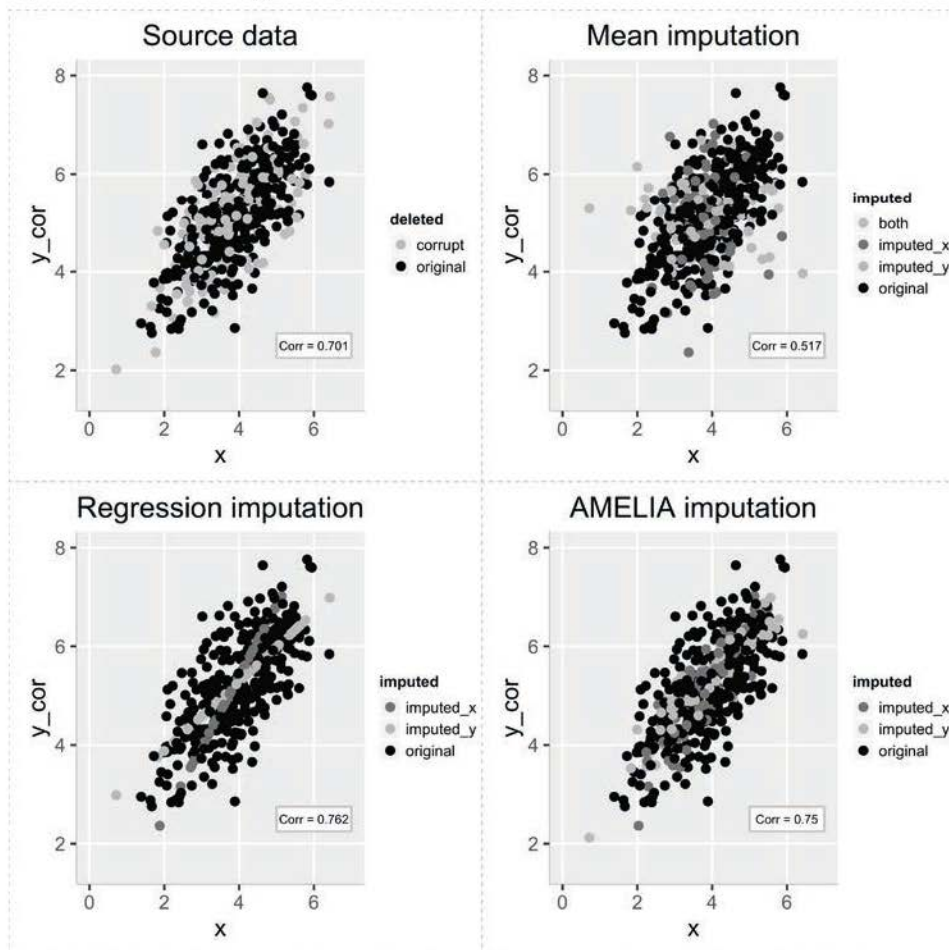 Source data
8
6
4
2
0 2 4 6
x
y_cor
Corr = 0.701
deleted
corrupt
original
Mean imputation
8
6
4
2
0 2 4 6
x
y_cor
Corr = 0.517
imputed
both
imputed_x
imputed_y
original
Regression imputation
8
6
4
2
0 2 4 6
x
y_cor
Corr = 0.762
imputed
imputed_x
imputed_y
original
AMELIA imputation
8
6
4
2
0 2 4 6
x
y_cor
Corr = 0.75
imputed
imputed_x
imputed_y
original